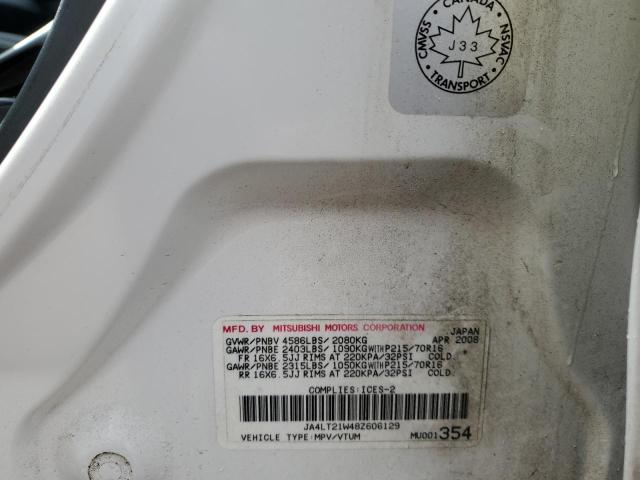 CANADA
CMVSS
NSVAC
J33
TRANSPORT
MFD. BY MITSUBISHI MOTORS CORPORATION JAPAN
GVWR/PNBV 4586LBS/2080KG APR 2008
GAWR/PNBE 2403LBS/1090KG WITH P215/70R16
FR 16X6.5JJ RIMS AT 220KPA/32PSI COLD
GAWR/PNBE 2315LBS/1050KG WITH P215/70R16
RR 16X6.5JJ RIMS AT 220KPA/32PSI COLD
COMPLIES:ICES-2
JA4LT21W48Z606129
VEHICLE TYPE:MPV/VTUM MU001354